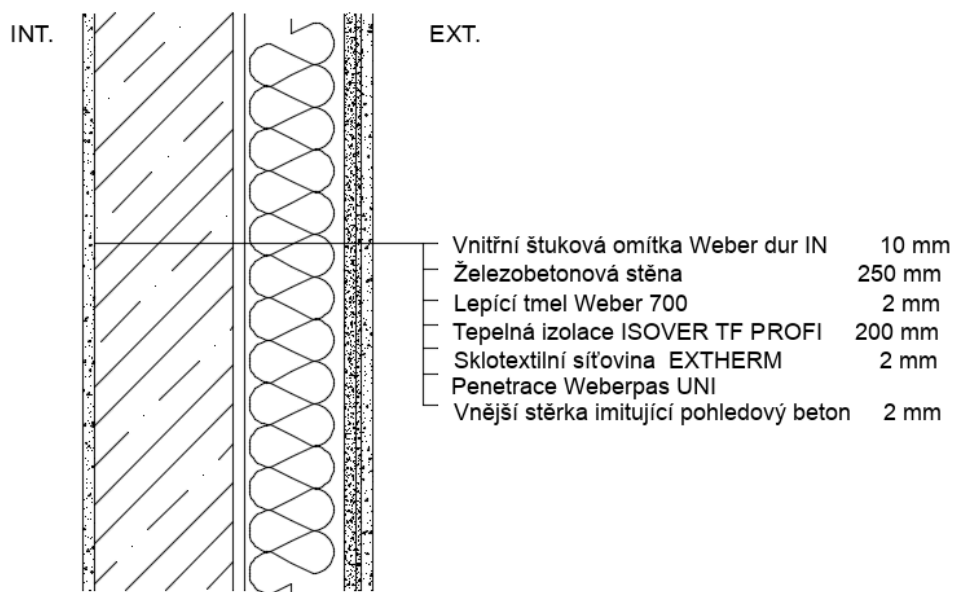 INT.
EXT.
Vnitřní štuková omítka Weber dur IN 10 mm
Železobetonová stěna 250 mm
Lepící tmel Weber 700 2 mm
Tepelná izolace ISOVER TF PROFI 200 mm
Sklotextilní síťovina EXTHERM 2 mm
Penetrace Weberpas UNI
Vnější stěrka imitující pohledový beton 2 mm